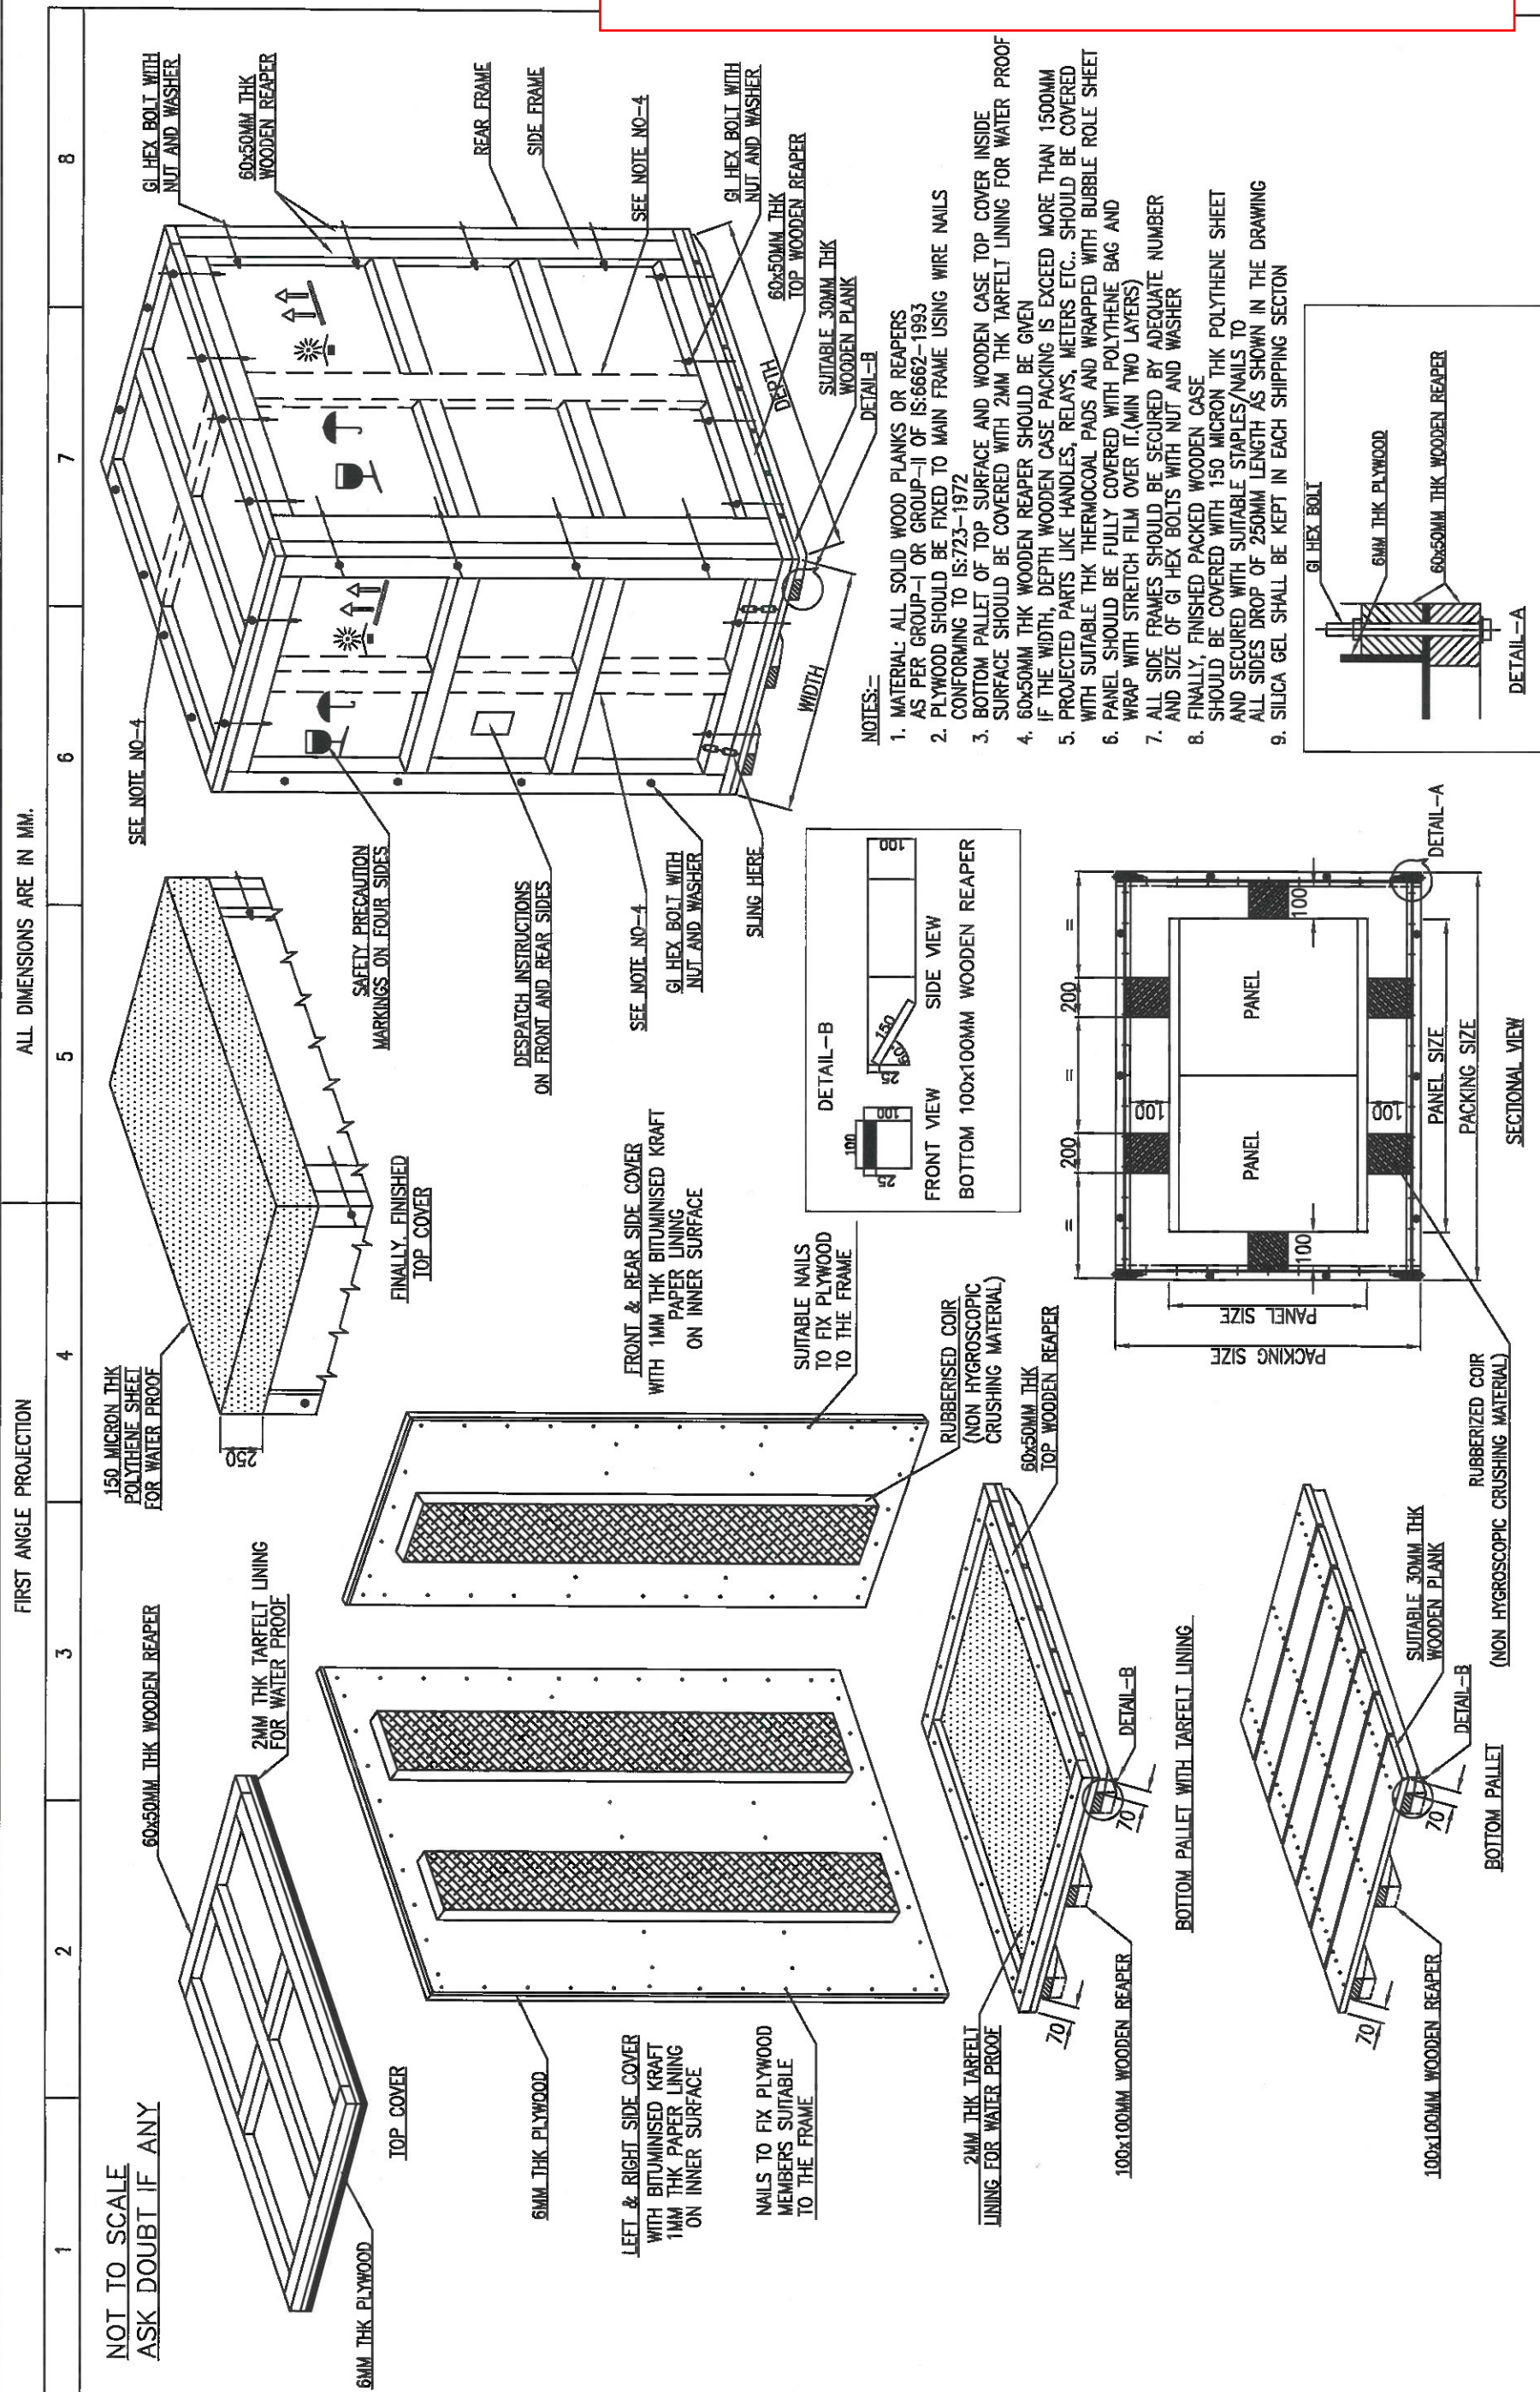 FIRST ANGLE PROJECTION
ALL DIMENSIONS ARE IN MM.
1
2
3
4
5
6
7
8
NOT TO SCALE
ASK DOUBT IF ANY
6MM THK PLYWOOD
60x50MM THK WOODEN REAPER
2MM THK TARFELT LINING
FOR WATER PROOF
TOP COVER
150 MICRON THK
POLYTHENE SHEET
FOR WATER PROOF
250
FINALLY, FINISHED
TOP COVER
SEE NOTE NO-4
SAFETY PRECAUTION
MARKINGS ON FOUR SIDES
DESPATCH INSTRUCTIONS
ON FRONT AND REAR SIDES
SEE NOTE NO-4
GI HEX BOLT WITH
NUT AND WASHER
SLING HERE
GI HEX BOLT WITH
NUT AND WASHER
60x50MM THK
WOODEN REAPER
REAR FRAME
SIDE FRAME
SEE NOTE NO-4
GI HEX BOLT WITH
NUT AND WASHER
60x50MM THK
TOP WOODEN REAPER
SUITABLE 30MM THK
WOODEN PLANK
DETAIL-B
DEPTH
WIDTH
6MM THK PLYWOOD
LEFT & RIGHT SIDE COVER
WITH BITUMINISED KRAFT
1MM THK PAPER LINING
ON INNER SURFACE
NAILS TO FIX PLYWOOD
MEMBERS SUITABLE
TO THE FRAME
FRONT & REAR SIDE COVER
WITH 1MM THK BITUMINISED KRAFT
PAPER LINING
ON INNER SURFACE
SUITABLE NAILS
TO FIX PLYWOOD
TO THE FRAME
RUBBERISED COIR
(NON HYGROSCOPIC
CRUSHING MATERIAL)
60x50MM THK
TOP WOODEN REAPER
2MM THK TARFELT
LINING FOR WATER PROOF
70
70
DETAIL-B
100x100MM WOODEN REAPER
BOTTOM PALLET WITH TARFELT LINING
SUITABLE 30MM THK
WOODEN PLANK
70
70
DETAIL-B
100x100MM WOODEN REAPER
BOTTOM PALLET
DETAIL-B
100
25
100
FRONT VIEW
25
150
60°
100
SIDE VIEW
BOTTOM 100x100MM WOODEN REAPER
=
200
=
200
=
100
100
100
100
PANEL
PANEL
PANEL SIZE
PACKING SIZE
PANEL SIZE
PACKING SIZE
DETAIL-A
RUBBERIZED COIR
(NON HYGROSCOPIC CRUSHING MATERIAL)
SECTIONAL VIEW
NOTES:=
1. MATERIAL: ALL SOLID WOOD PLANKS OR REAPERS
AS PER GROUP-I OR GROUP-II OF IS:6662-1993
2. PLYWOOD SHOULD BE FIXED TO MAIN FRAME USING WIRE NAILS
CONFORMING TO IS:723-1972
3. BOTTOM PALLET OF TOP SURFACE AND WOODEN CASE TOP COVER INSIDE
SURFACE SHOULD BE COVERED WITH 2MM THK TARFELT LINING FOR WATER PROOF
4. 60x50MM THK WOODEN REAPER SHOULD BE GIVEN
IF THE WIDTH, DEPTH WOODEN CASE PACKING IS EXCEED MORE THAN 1500MM
5. PROJECTED PARTS LIKE HANDLES, RELAYS, METERS ETC.. SHOULD BE COVERED
WITH SUITABLE THK THERMOCOAL PADS AND WRAPPED WITH BUBBLE ROLE SHEET
6. PANEL SHOULD BE FULLY COVERED WITH POLYTHENE BAG AND
WRAP WITH STRETCH FILM OVER IT.(MIN TWO LAYERS)
7. ALL SIDE FRAMES SHOULD BE SECURED BY ADEQUATE NUMBER
AND SIZE OF GI HEX BOLTS WITH NUT AND WASHER
8. FINALLY, FINISHED PACKED WOODEN CASE
SHOULD BE COVERED WITH 150 MICRON THK POLYTHENE SHEET
AND SECURED WITH SUITABLE STAPLES/NAILS TO
ALL SIDES DROP OF 250MM LENGTH AS SHOWN IN THE DRAWING
9. SILICA GEL SHALL BE KEPT IN EACH SHIPPING SECTON
GI HEX BOLT
6MM THK PLYWOOD
60x50MM THK WOODEN REAPER
DETAIL-A